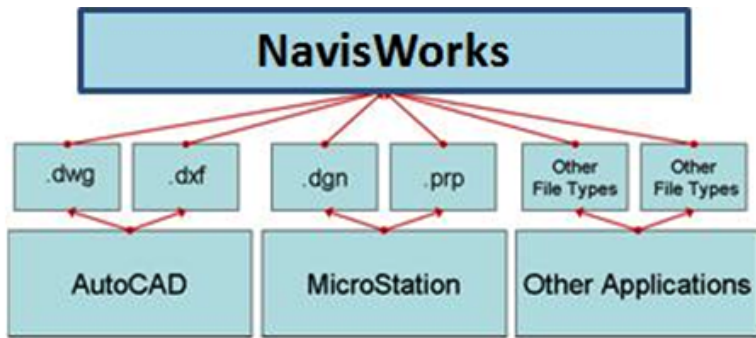 NavisWorks
.dwg
.dxf
.dgn
.prp
Other
File Types
Other
File Types
AutoCAD
MicroStation
Other Applications